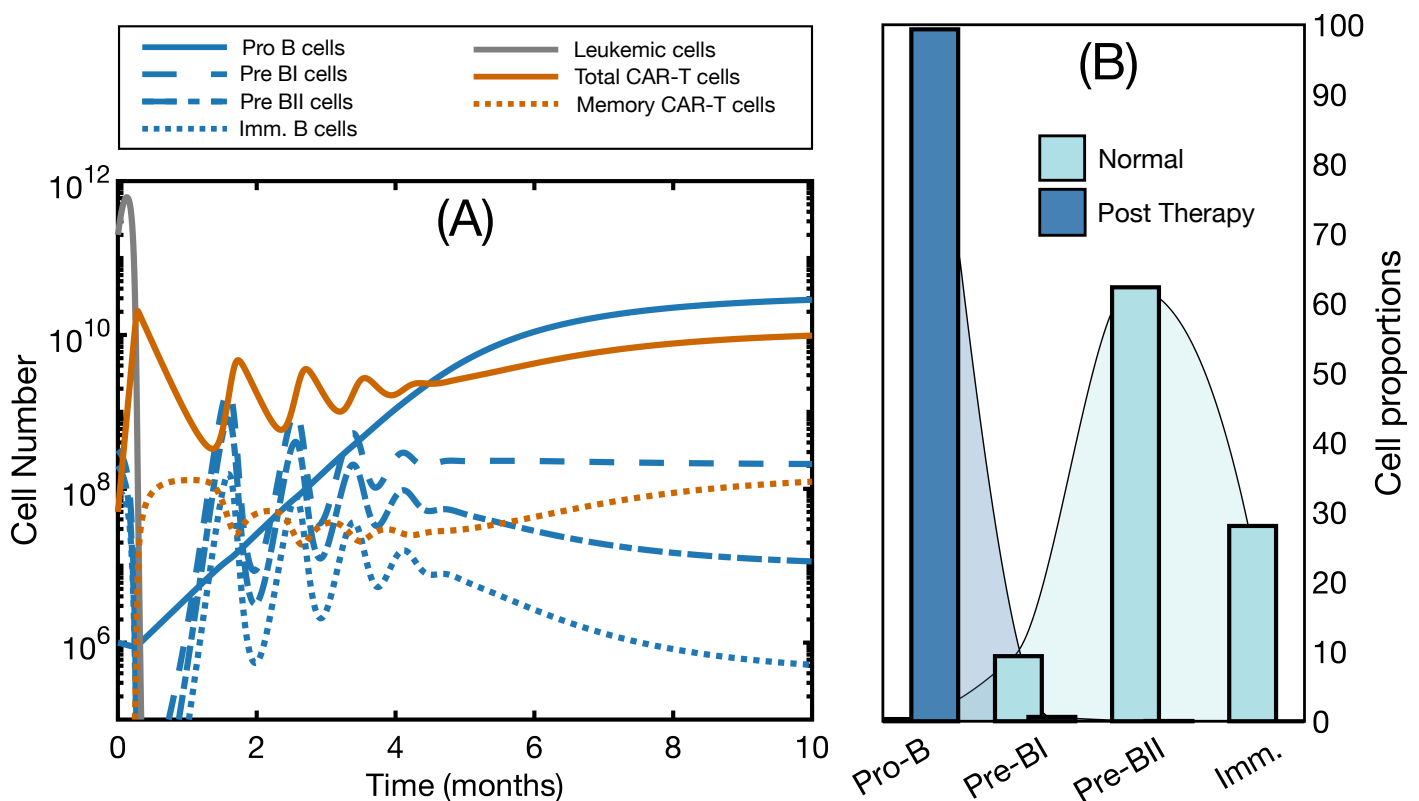 Pro B cells
Pre BI cells
Pre BII cells
Imm. B cells
Leukemic cells
Total CAR-T cells
Memory CAR-T cells
(A)
Cell Number
10^12
10^10
10^8
10^6
0 2 4 6 8 10
Time (months)
(B)
Normal
Post Therapy
100
90
80
70
60
50
40
30
20
10
0
Cell proportions
Pro-B Pre-BI Pre-BII Imm.